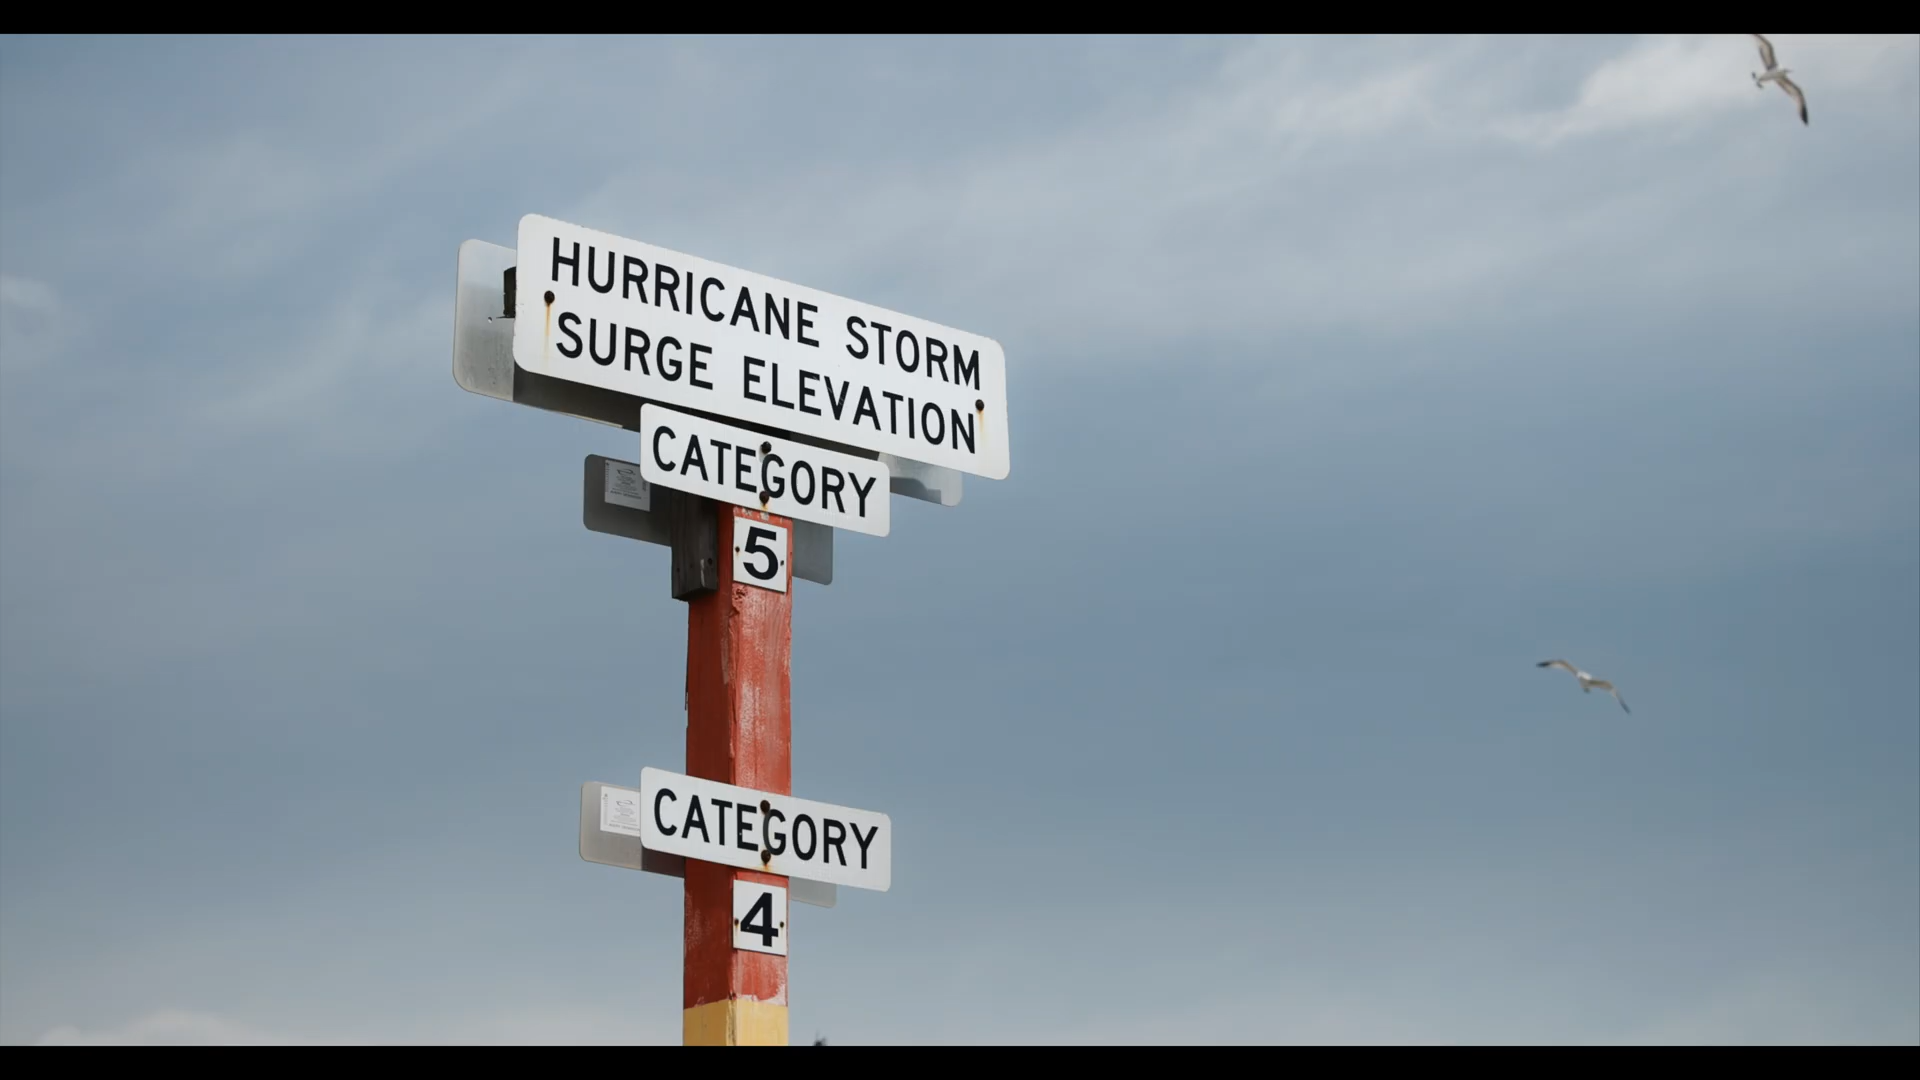 HURRICANE STORM
SURGE ELEVATION
CATEGORY
5
CATEGORY
4